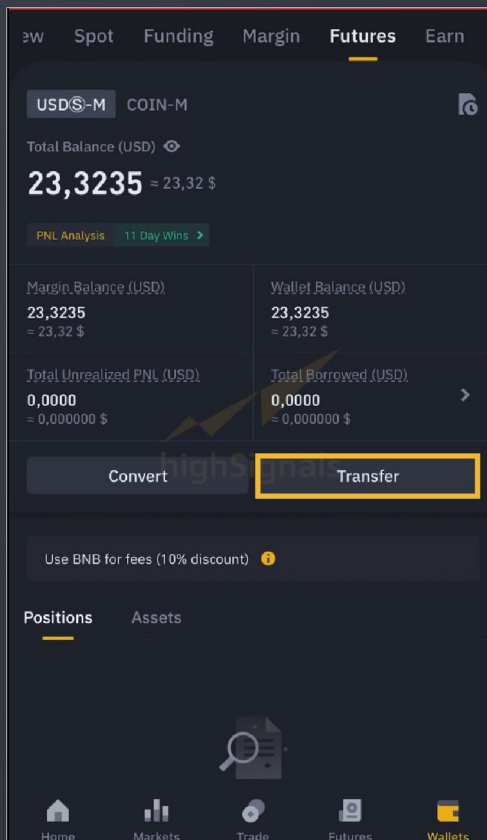 ew Spot Funding Margin Futures Earn
USDⓈ-M COIN-M
Total Balance (USD)
23,3235 ≈ 23,32 $
PNL Analysis 11 Day Wins >
Margin Balance (USD) Wallet Balance (USD)
23,3235 23,3235
≈ 23,32 $ ≈ 23,32 $
Total Unrealized PNL (USD) Total Borrowed (USD)
0,0000 0,0000
≈ 0,000000 $ ≈ 0,000000 $
highSignals
Convert Transfer
Use BNB for fees (10% discount)
Positions Assets
Home Markets Trade Futures Wallets